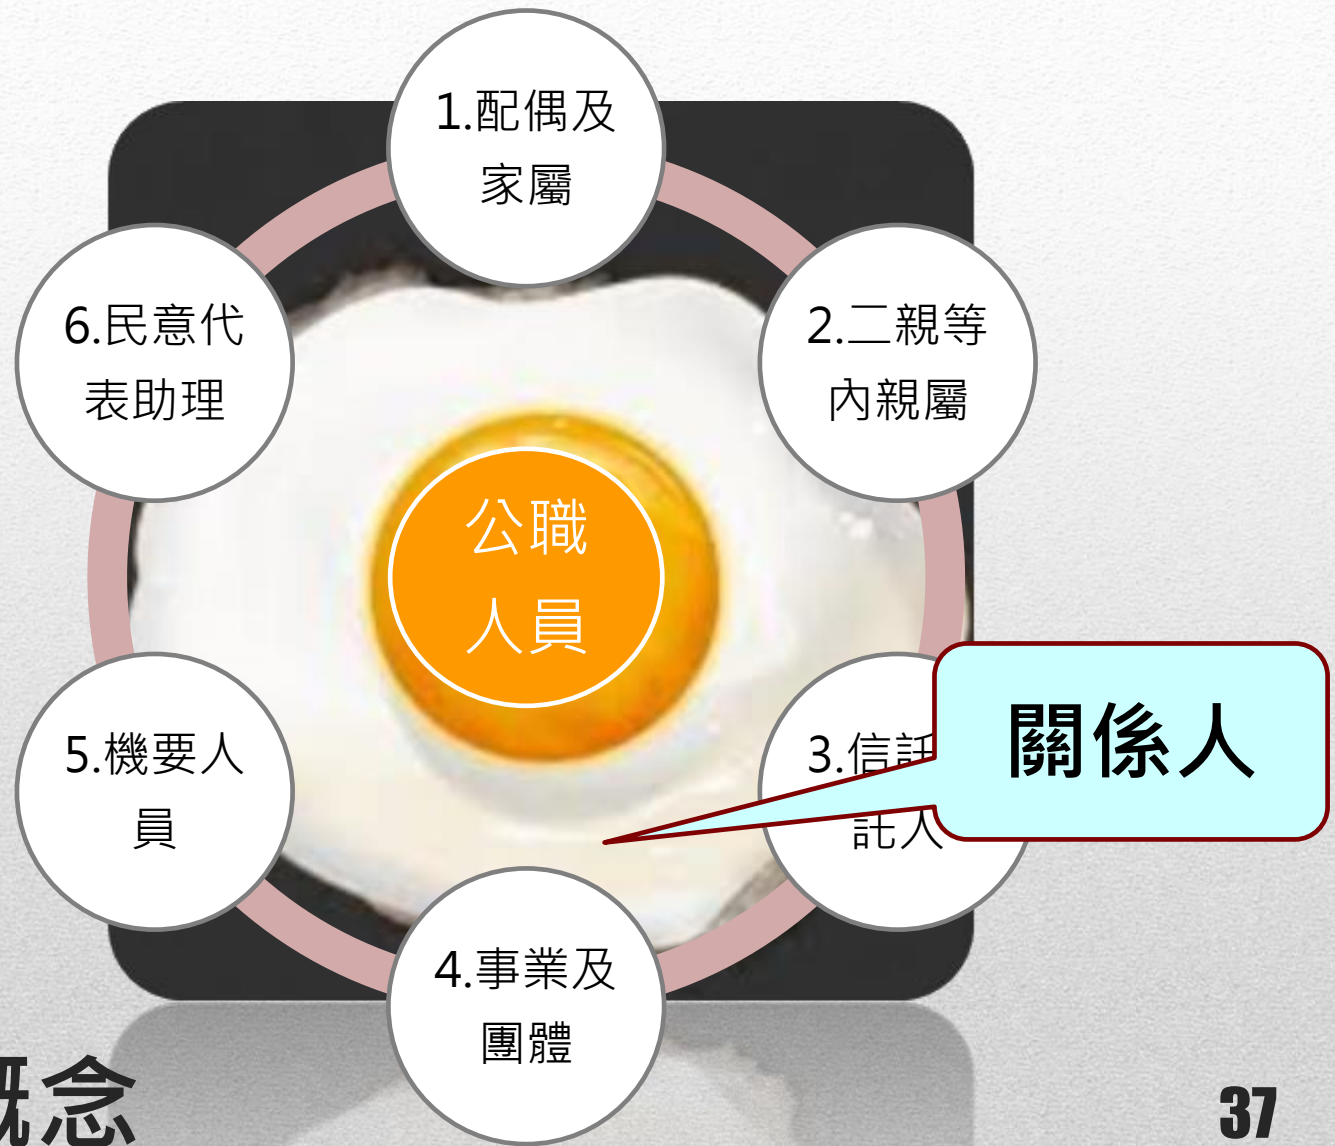 1.配偶及
家屬
2.二親等
內親屬
3.信託
託人
4.事業及
團體
5.機要人
員
6.民意代
表助理
公職
人員
關係人
概念
37